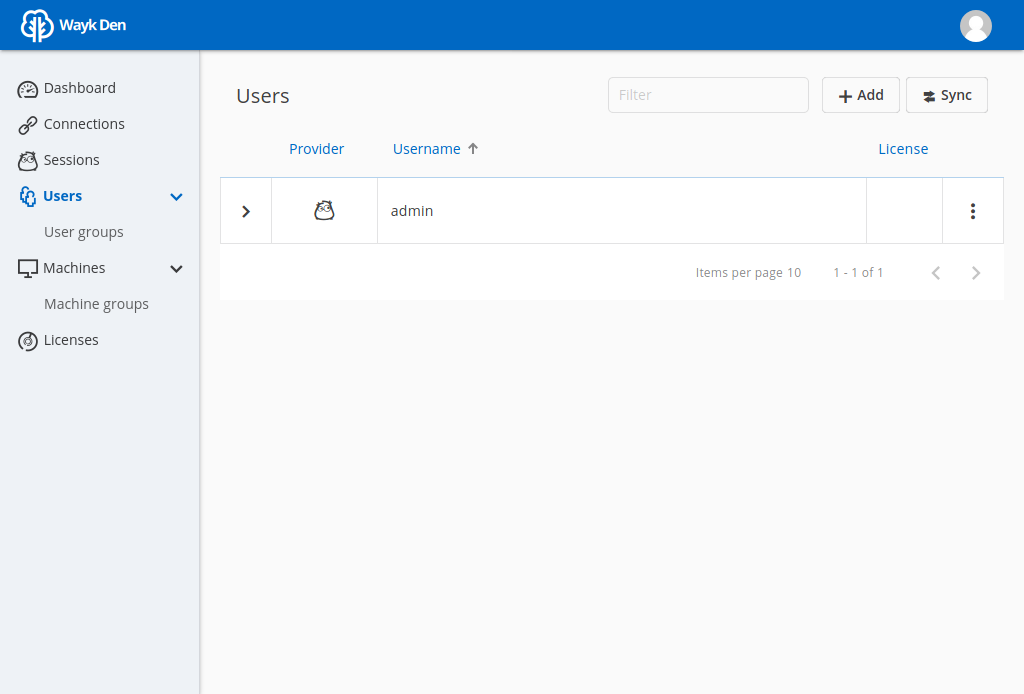 Wayk Den
Dashboard
Connections
Sessions
Users
User groups
Machines
Machine groups
Licenses
Users
Filter
Add
Sync
Provider
Username
License
admin
Items per page 10
1 - 1 of 1